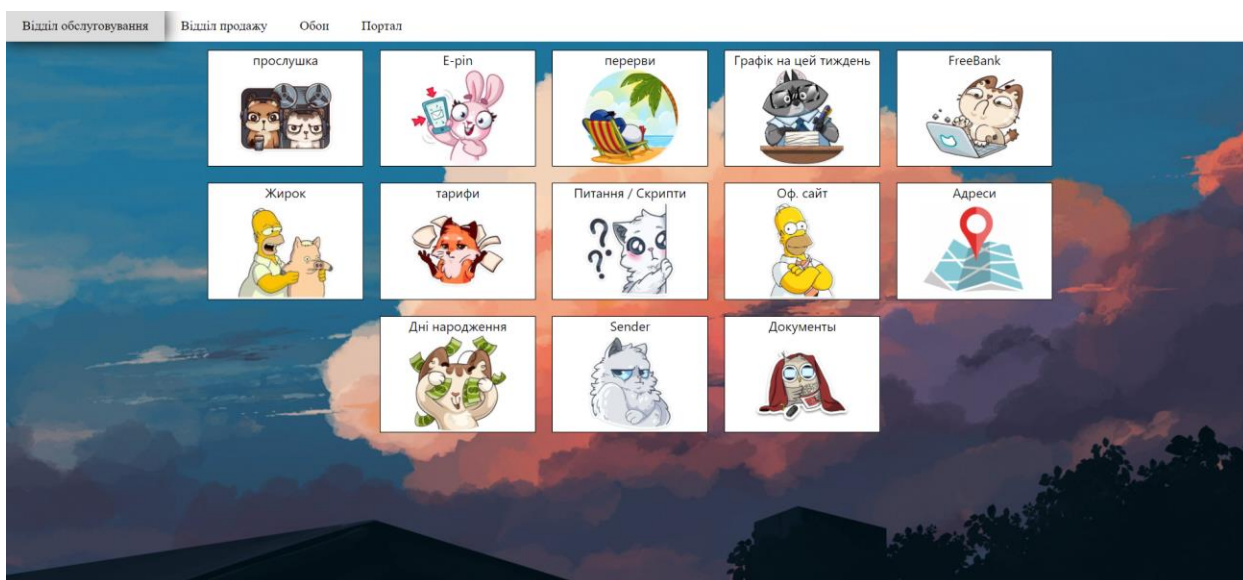 Відділ обслуговування Відділ продажу Обои Портал
прослушка E-pin перерви Графік на цей тиждень FreeBank
Жирок тарифи Питання / Скрипти Оф. сайт Адреси
Дні народження Sender Документы